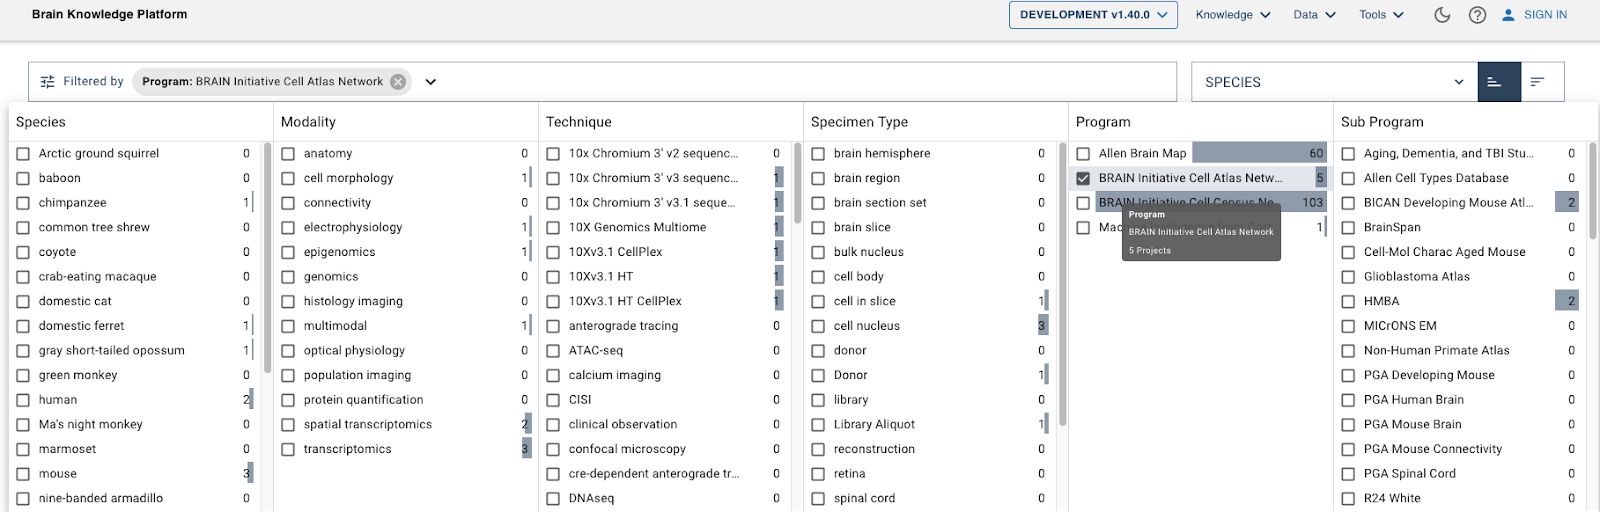 Brain Knowledge Platform
DEVELOPMENT v1.40.0
Knowledge
Data
Tools
SIGN IN
Filtered by
Program: BRAIN Initiative Cell Atlas Network
SPECIES
Species
Arctic ground squirrel 0
baboon 0
chimpanzee 1
common tree shrew 0
coyote 0
crab-eating macaque 0
domestic cat 0
domestic ferret 1
gray short-tailed opossum 1
green monkey 0
human 2
Ma's night monkey 0
marmoset 0
mouse 3
nine-banded armadillo 0
Modality
anatomy 0
cell morphology 1
connectivity 0
electrophysiology 1
epigenomics 1
genomics 0
histology imaging 0
multimodal 1
optical physiology 0
population imaging 0
protein quantification 0
spatial transcriptomics 2
transcriptomics 3
Technique
10x Chromium 3' v2 sequenc... 0
10x Chromium 3' v3 sequenc... 1
10x Chromium 3' v3.1 seque... 1
10X Genomics Multiome 1
10Xv3.1 CellPlex 1
10Xv3.1 HT 1
10Xv3.1 HT CellPlex 1
anterograde tracing 0
ATAC-seq 0
calcium imaging 0
CISI 0
clinical observation 0
confocal microscopy 0
cre-dependent anterograde tr... 0
DNAseq 0
Specimen Type
brain hemisphere 0
brain region 0
brain section set 0
brain slice 0
bulk nucleus 0
cell body 0
cell in slice 1
cell nucleus 3
donor 0
Donor 1
library 0
Library Aliquot 1
reconstruction 0
retina 0
spinal cord 0
Program
Allen Brain Map 60
BRAIN Initiative Cell Atlas Netw... 5
BRAIN Initiative Cell Census Ne... 103
Mac 1
Program
BRAIN Initiative Cell Atlas Network
5 Projects
Sub Program
Aging, Dementia, and TBI Stu... 0
Allen Cell Types Database 0
BICAN Developing Mouse Atl... 2
BrainSpan 0
Cell-Mol Charac Aged Mouse 0
Glioblastoma Atlas 0
HMBA 2
MICrONS EM 0
Non-Human Primate Atlas 0
PGA Developing Mouse 0
PGA Human Brain 0
PGA Mouse Brain 0
PGA Mouse Connectivity 0
PGA Spinal Cord 0
R24 White 0